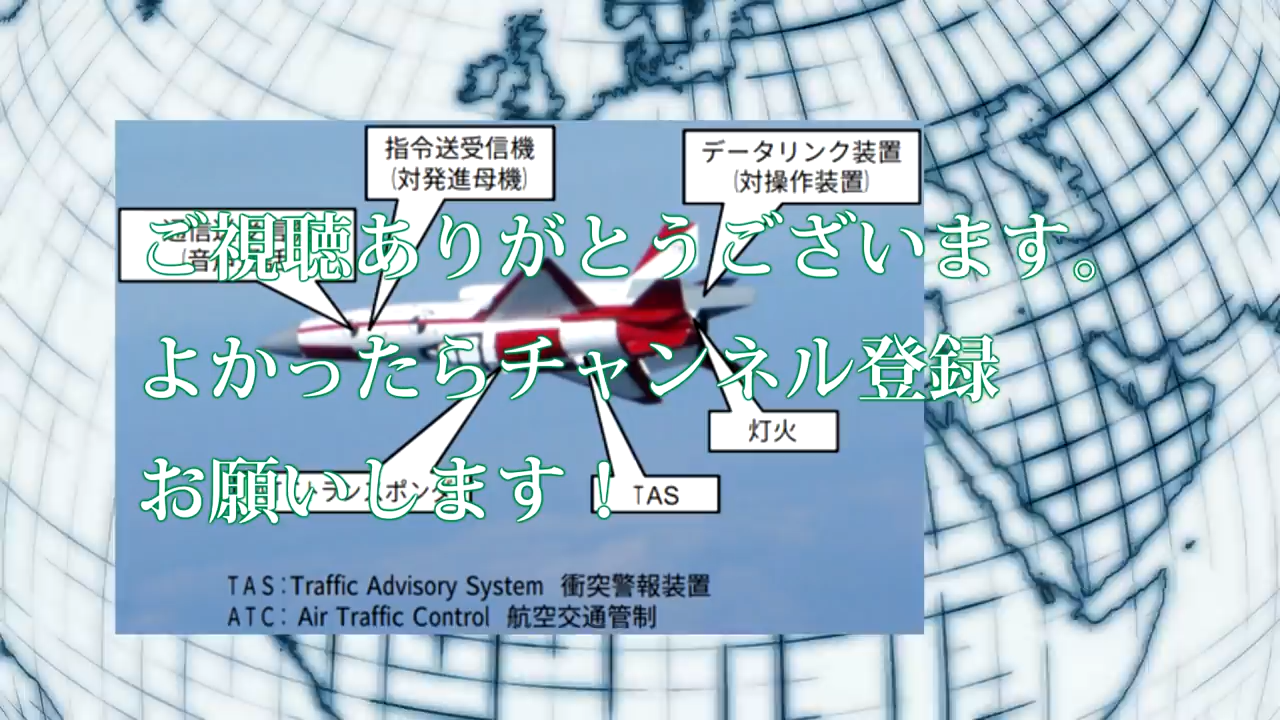 指令送受信機
(対発進母機)
データリンク装置
(対操作装置)
ご視聴ありがとうございます。
よかったらチャンネル登録
灯火
お願いします！
TAS
TAS:Traffic Advisory System 衝突警報装置
ATC: Air Traffic Control 航空交通管制